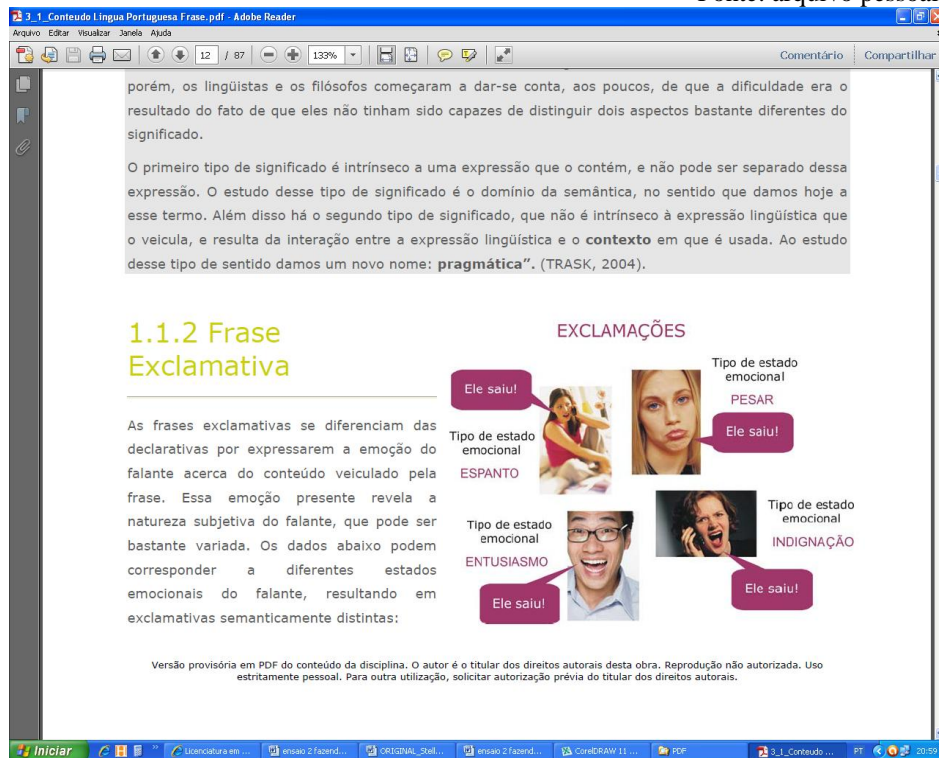 Fonte: arquivo pessoal
3_1_Conteudo Lingua Portuguesa Frase.pdf - Adobe Reader
Arquivo Editar Visualizar Janela Ajuda
12 / 87 133% Comentário Compartilhar
porém, os lingüistas e os filósofos começaram a dar-se conta, aos poucos, de que a dificuldade era o
resultado do fato de que eles não tinham sido capazes de distinguir dois aspectos bastante diferentes do
significado.
O primeiro tipo de significado é intrínseco a uma expressão que o contém, e não pode ser separado dessa
expressão. O estudo desse tipo de significado é o domínio da semântica, no sentido que damos hoje a
esse termo. Além disso há o segundo tipo de significado, que não é intrínseco à expressão lingüística que
o veicula, e resulta da interação entre a expressão lingüística e o contexto em que é usada. Ao estudo
desse tipo de sentido damos um novo nome: pragmática”. (TRASK, 2004).
1.1.2 Frase
Exclamativa
As frases exclamativas se diferenciam das
declarativas por expressarem a emoção do
falante acerca do conteúdo veiculado pela
frase. Essa emoção presente revela a
natureza subjetiva do falante, que pode ser
bastante variada. Os dados abaixo podem
corresponder a diferentes estados
emocionais do falante, resultando em
exclamativas semanticamente distintas:
EXCLAMAÇÕES
Ele saiu!
Tipo de estado
emocional
ESPANTO
Tipo de estado
emocional
PESAR
Ele saiu!
Tipo de estado
emocional
ENTUSIASMO
Ele saiu!
Tipo de estado
emocional
INDIGNAÇÃO
Ele saiu!
Versão provisória em PDF do conteúdo da disciplina. O autor é o titular dos direitos autorais desta obra. Reprodução não autorizada. Uso
estritamente pessoal. Para outra utilização, solicitar autorização prévia do titular dos direitos autorais.
Iniciar Licenciatura em ... ensaio 2 fazend... ORIGINAL_Stell... ensaio 2 fazend... CorelDRAW 11 ... PDF 3_1_Conteudo ... PT 20:59